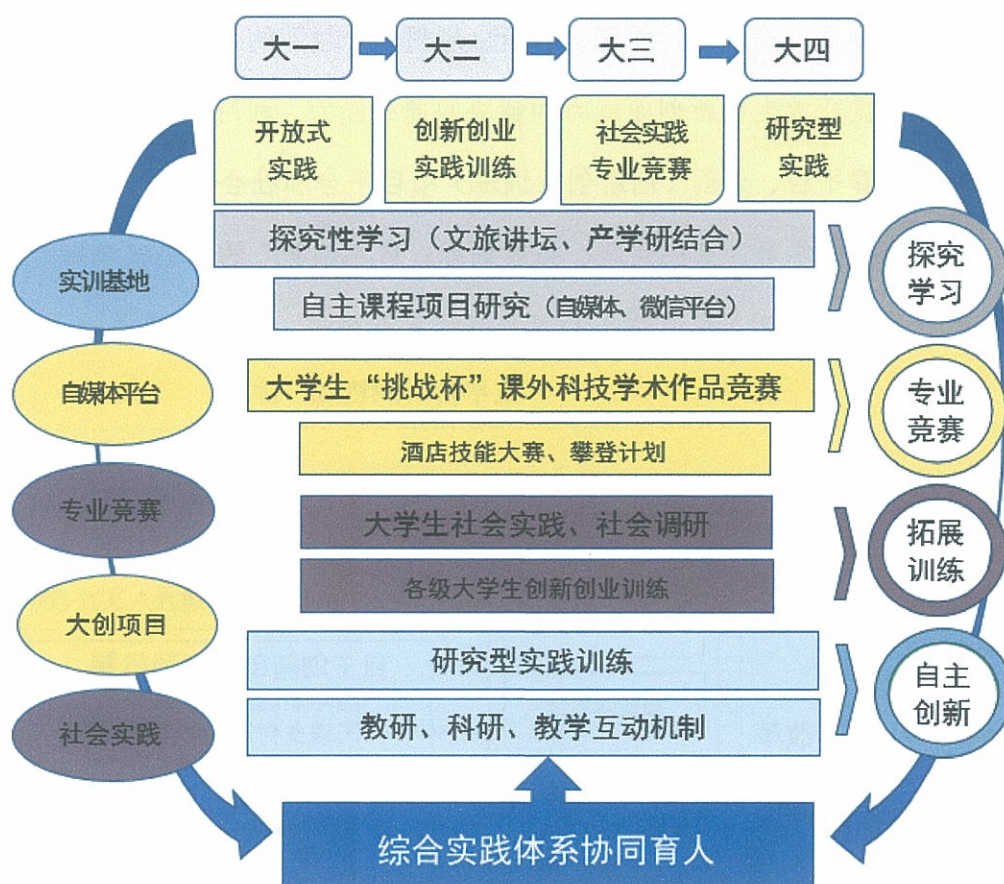 大一
大二
大三
大四
开放式
实践
创新创业
实践训练
社会实践
专业竞赛
研究型
实践
实训基地
自媒体平台
专业竞赛
大创项目
社会实践
探究性学习（文旅讲坛、产学研结合）
自主课程项目研究（自媒体、微信平台）
大学生“挑战杯”课外科技学术作品竞赛
酒店技能大赛、攀登计划
大学生社会实践、社会调研
各级大学生创新创业训练
研究型实践训练
教研、科研、教学互动机制
探究
学习
专业
竞赛
拓展
训练
自主
创新
综合实践体系协同育人